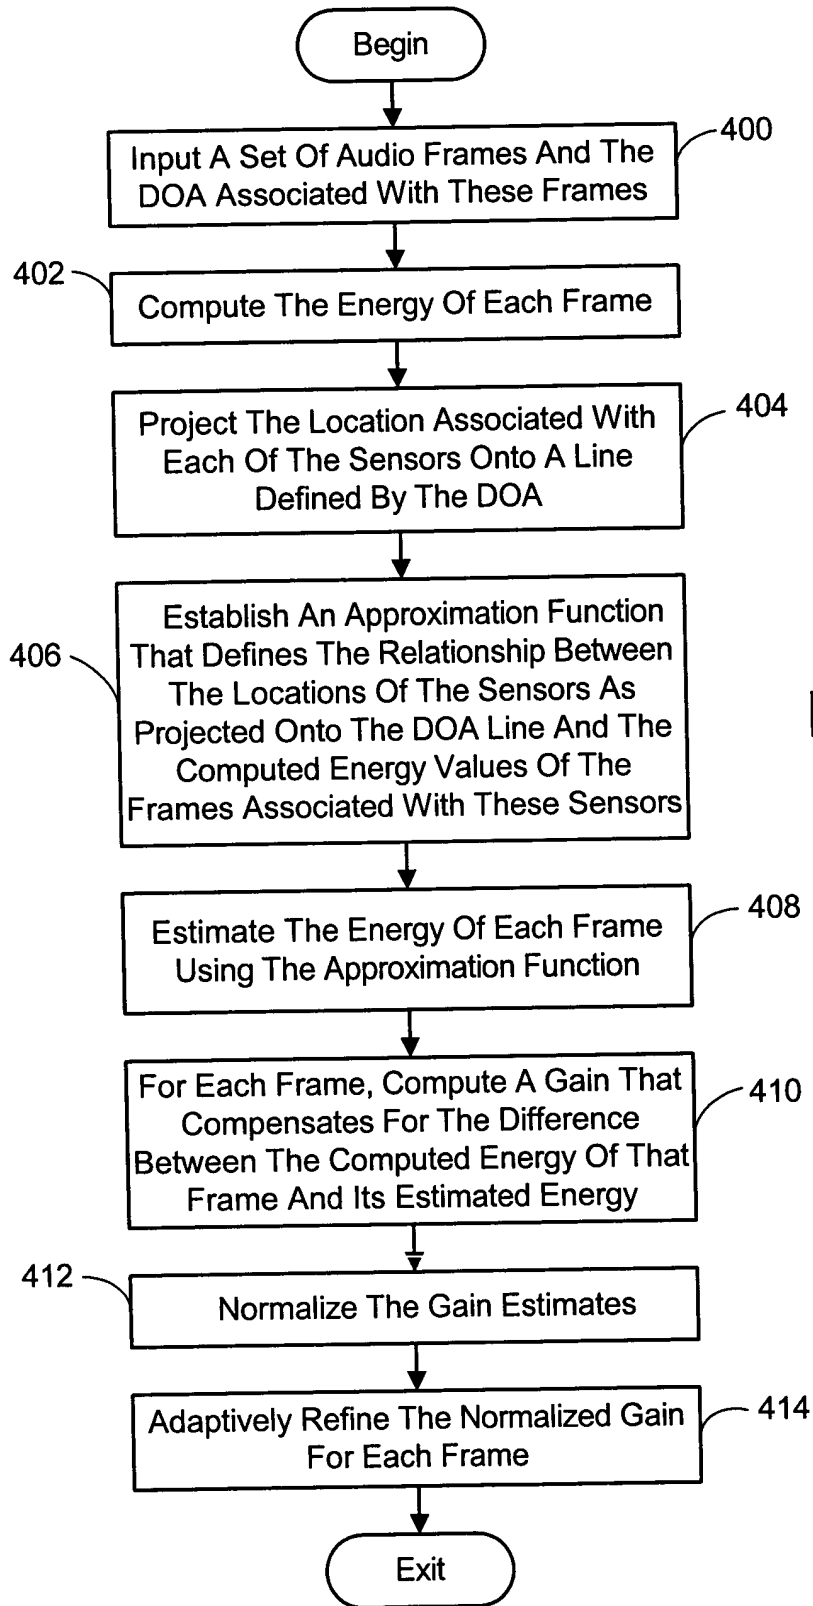 Begin
400
Input A Set Of Audio Frames And The
DOA Associated With These Frames
402
Compute The Energy Of Each Frame
404
Project The Location Associated With
Each Of The Sensors Onto A Line
Defined By The DOA
406
Establish An Approximation Function
That Defines The Relationship Between
The Locations Of The Sensors As
Projected Onto The DOA Line And The
Computed Energy Values Of The
Frames Associated With These Sensors
408
Estimate The Energy Of Each Frame
Using The Approximation Function
410
For Each Frame, Compute A Gain That
Compensates For The Difference
Between The Computed Energy Of That
Frame And Its Estimated Energy
412
Normalize The Gain Estimates
414
Adaptively Refine The Normalized Gain
For Each Frame
Exit